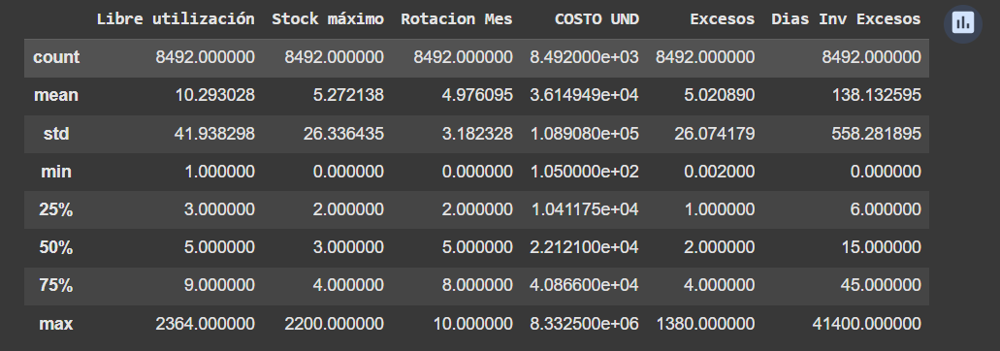 Libre utilización Stock máximo Rotacion Mes COSTO UND Excesos Dias Inv Excesos
count 8492.000000 8492.000000 8492.000000 8.492000e+03 8492.000000 8492.000000
mean 10.293028 5.272138 4.976095 3.614949e+04 5.020890 138.132595
std 41.938298 26.336435 3.182328 1.089080e+05 26.074179 558.281895
min 1.000000 0.000000 0.000000 1.050000e+02 0.002000 0.000000
25% 3.000000 2.000000 2.000000 1.041175e+04 1.000000 6.000000
50% 5.000000 3.000000 5.000000 2.212100e+04 2.000000 15.000000
75% 9.000000 4.000000 8.000000 4.086600e+04 4.000000 45.000000
max 2364.000000 2200.000000 10.000000 8.332500e+06 1380.000000 41400.000000